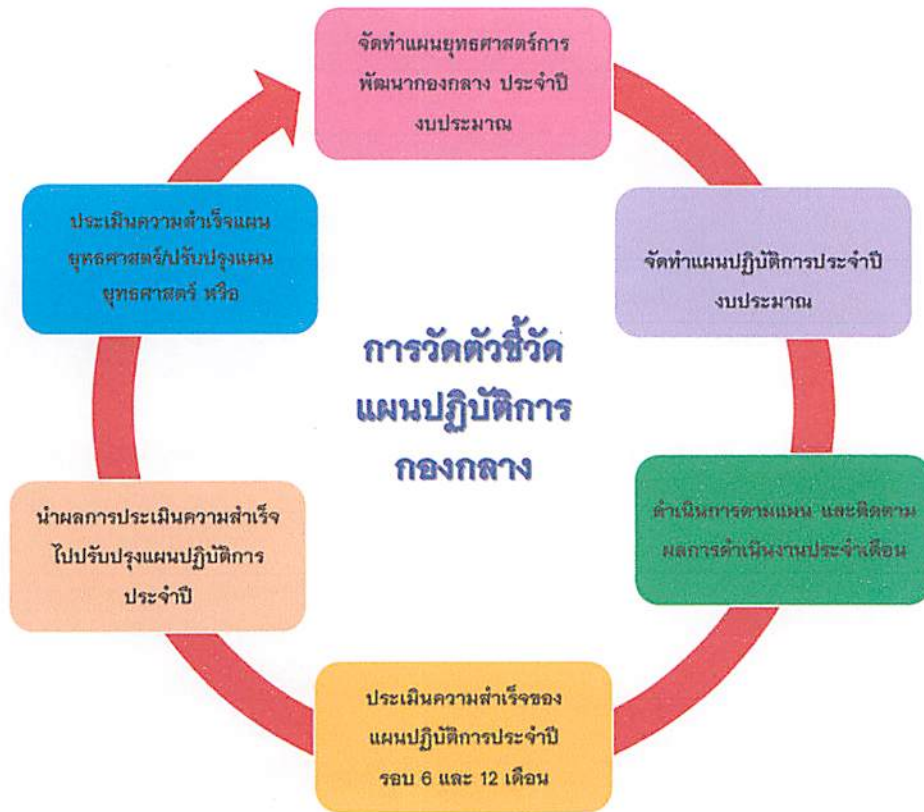 จัดทำแผนยุทธศาสตร์การ
พัฒนากองกลาง ประจำปี
งบประมาณ
จัดทำแผนปฏิบัติการประจำปี
งบประมาณ
ดำเนินการตามแผน และติดตาม
ผลการดำเนินงานประจำเดือน
ประเมินความสำเร็จของ
แผนปฏิบัติการประจำปี
รอบ 6 และ 12 เดือน
นำผลการประเมินความสำเร็จ
ไปปรับปรุงแผนปฏิบัติการ
ประจำปี
ประเมินความสำเร็จแผน
ยุทธศาสตร์/ปรับปรุงแผน
ยุทธศาสตร์ หรือ
การวัดตัวชี้วัด
แผนปฏิบัติการ
กองกลาง